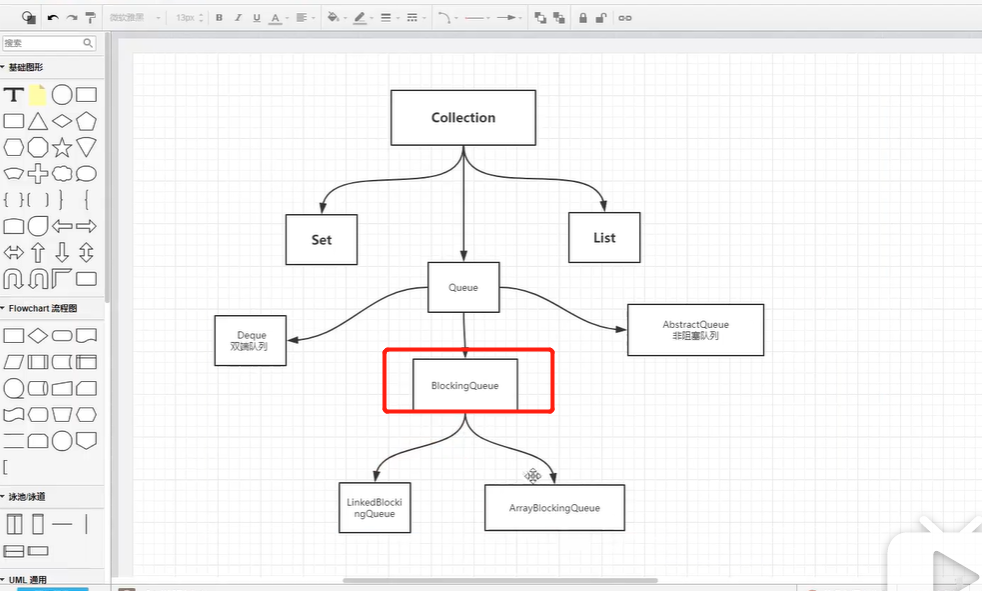 微软雅黑
13px
B I U A
搜索
基础图形
T
Flowchart 流程图
泳池/泳道
UML 通用
Collection
Set
List
Queue
Deque
双端队列
AbstractQueue
非阻塞队列
BlockingQueue
LinkedBlocki
ngQueue
ArrayBlockingQueue